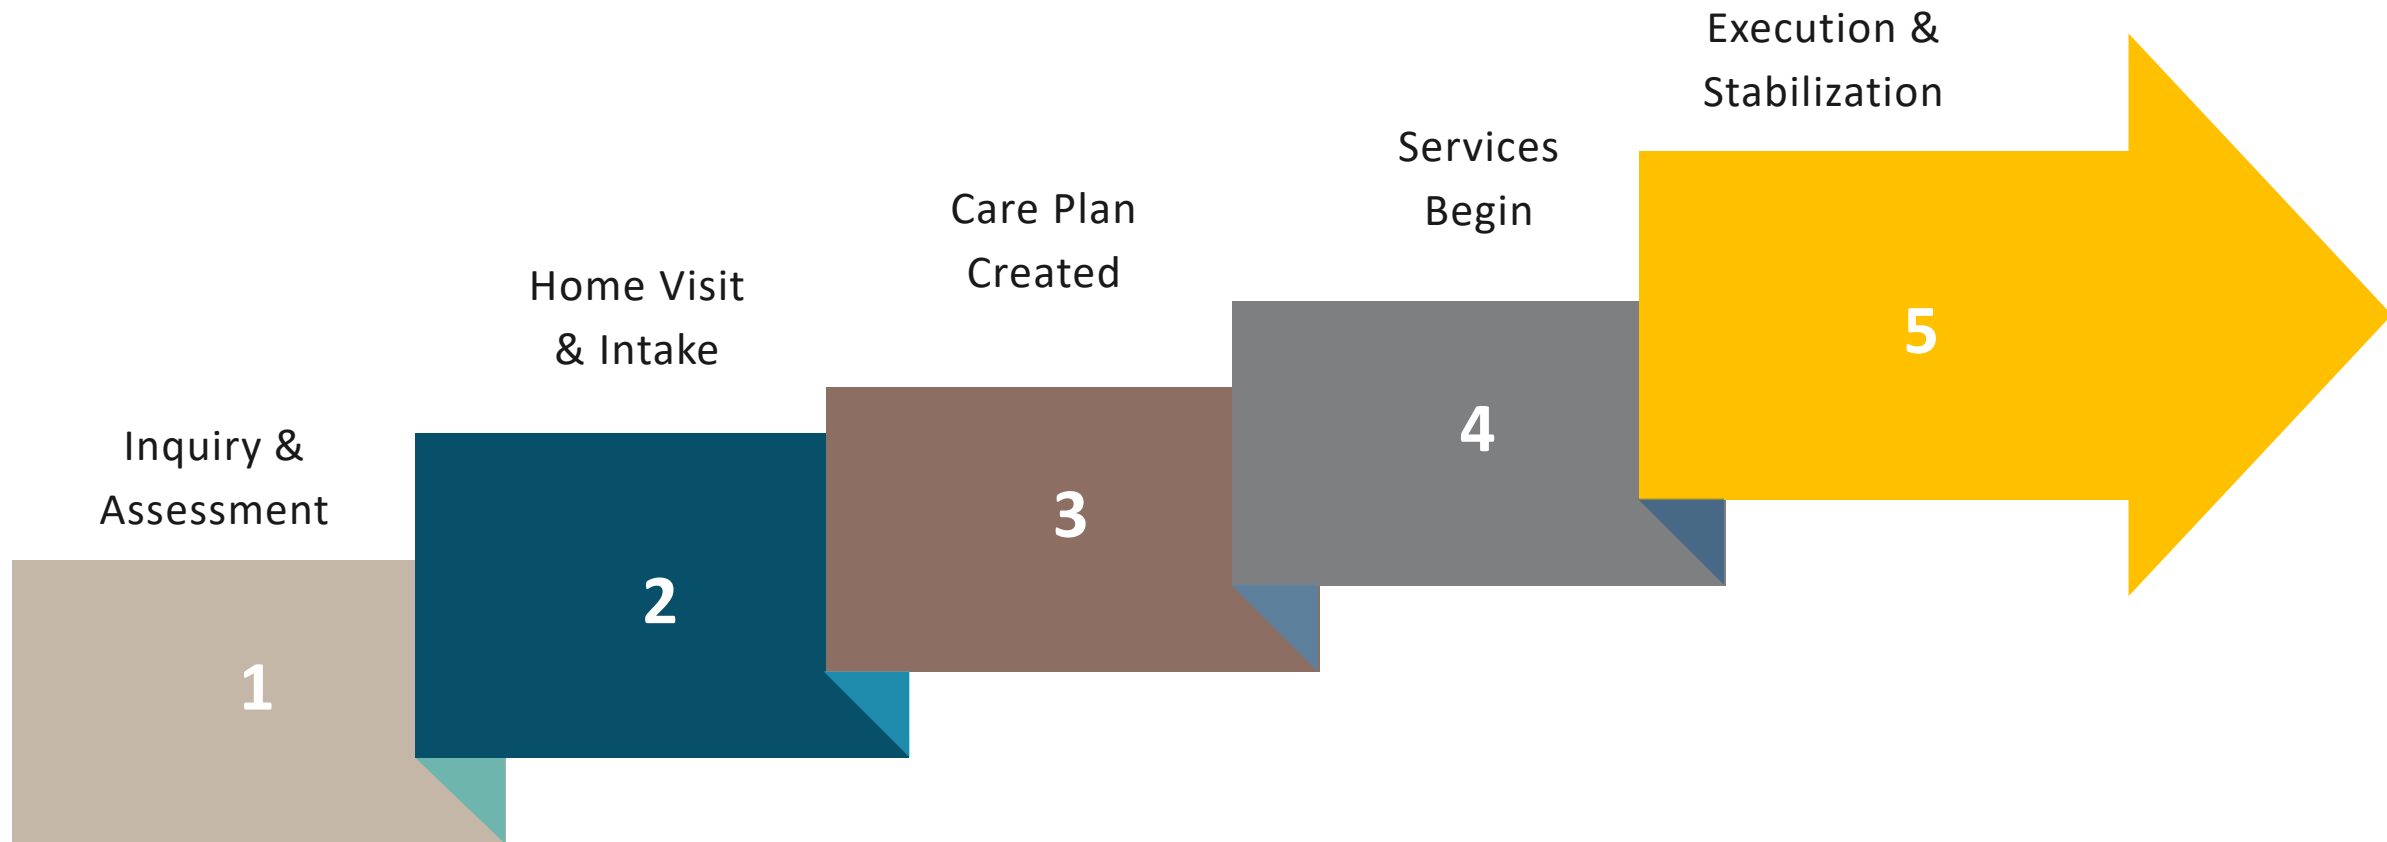 Inquiry &
Assessment
1
Home Visit
& Intake
2
Care Plan
Created
3
Services
Begin
4
Execution &
Stabilization
5